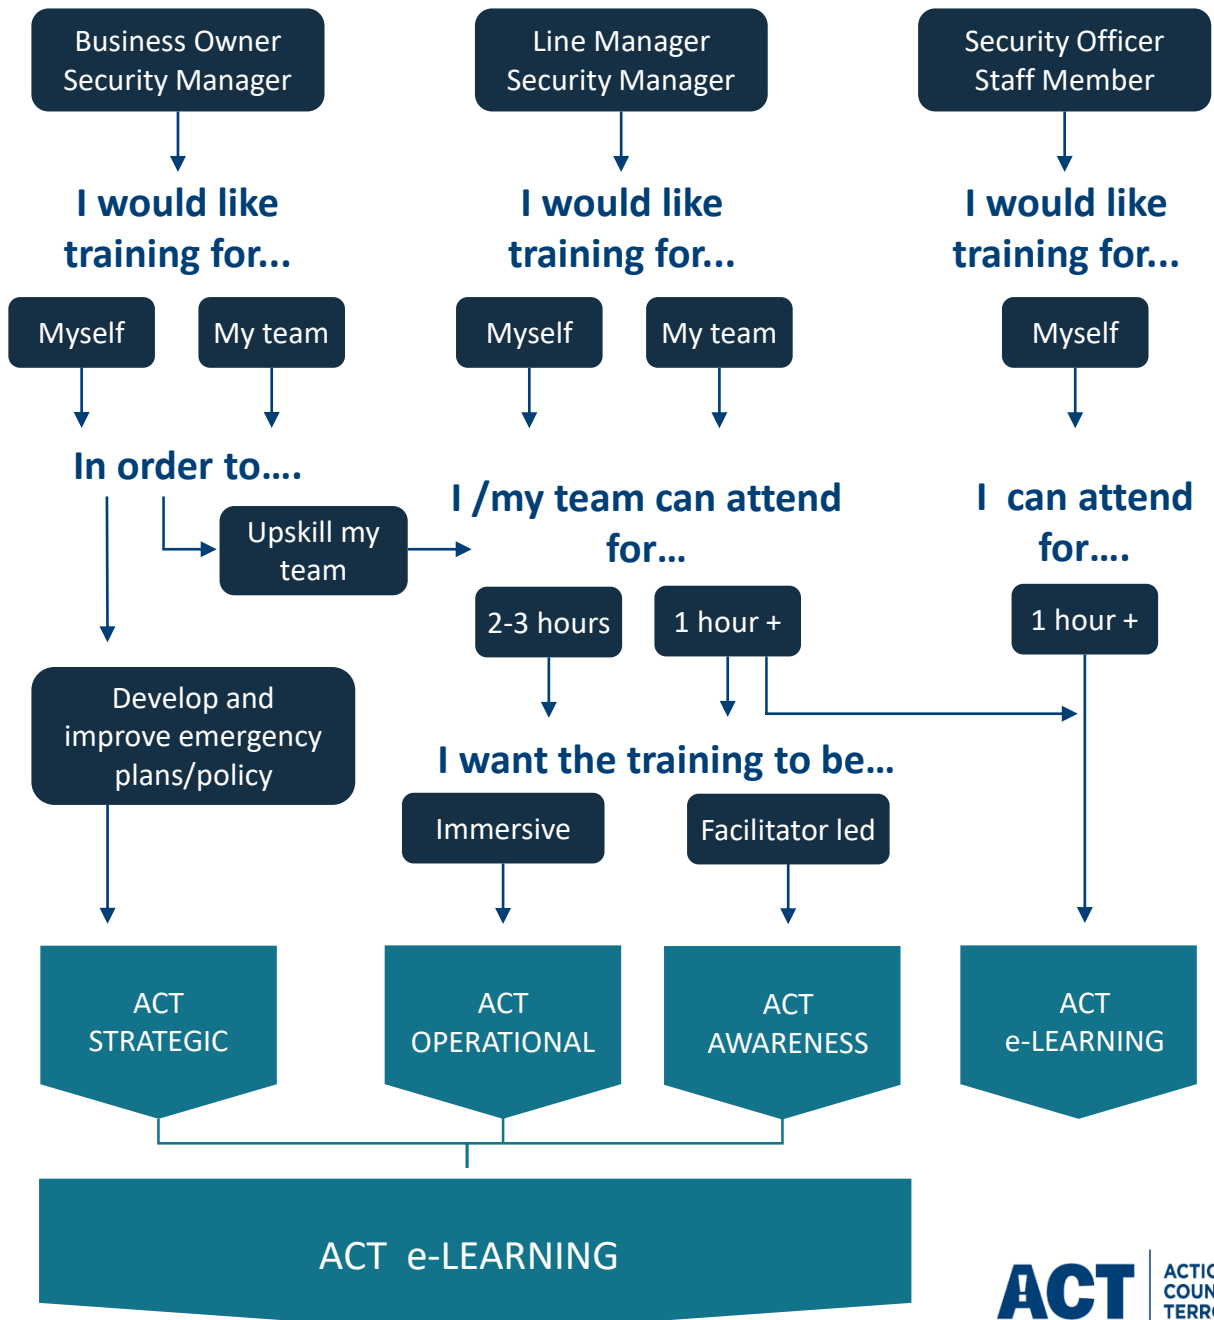 Business Owner
Security Manager
Line Manager
Security Manager
Security Officer
Staff Member
I would like
training for...
I would like
training for...
I would like
training for...
Myself
My team
Myself
My team
Myself
In order to....
I /my team can attend
for...
I  can attend
for....
Upskill my
team
2-3 hours
1 hour +
1 hour +
Develop and
improve emergency
plans/policy
I want the training to be...
Immersive
Facilitator led
ACT
STRATEGIC
ACT
OPERATIONAL
ACT
AWARENESS
ACT
e-LEARNING
ACT  e-LEARNING
ACT